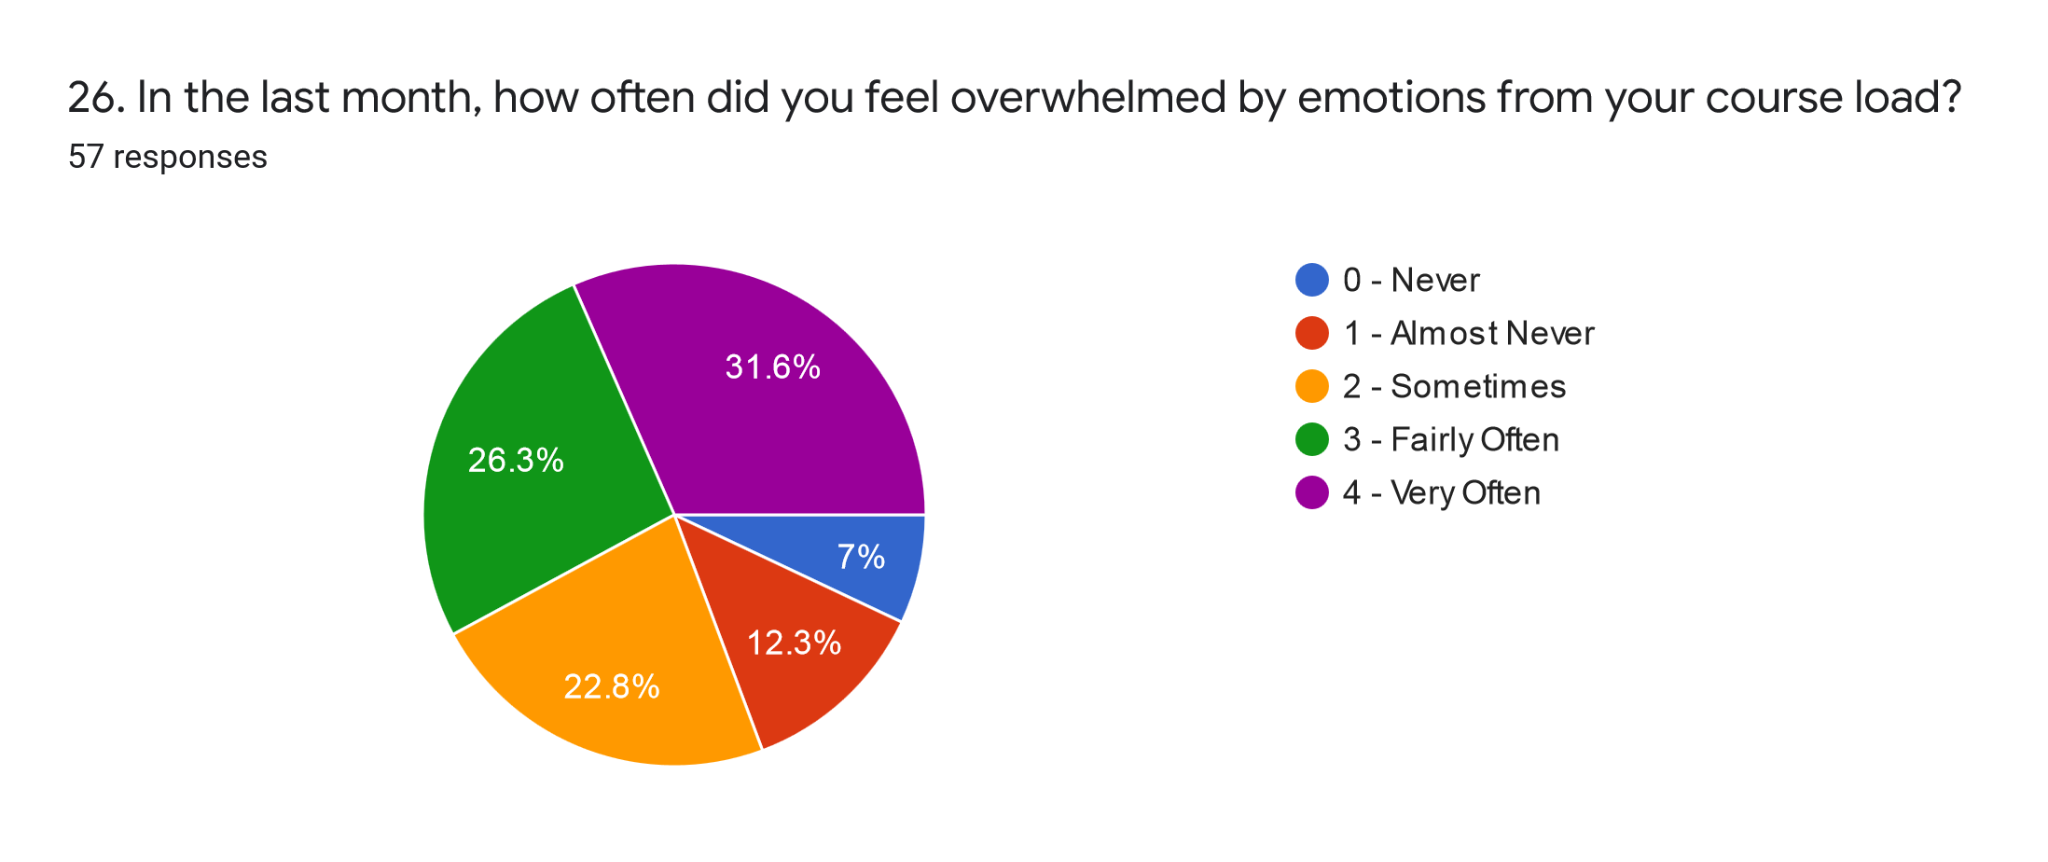 26. In the last month, how often did you feel overwhelmed by emotions from your course load?
57 responses
31.6%
26.3%
7%
12.3%
22.8%
0 - Never
1 - Almost Never
2 - Sometimes
3 - Fairly Often
4 - Very Often